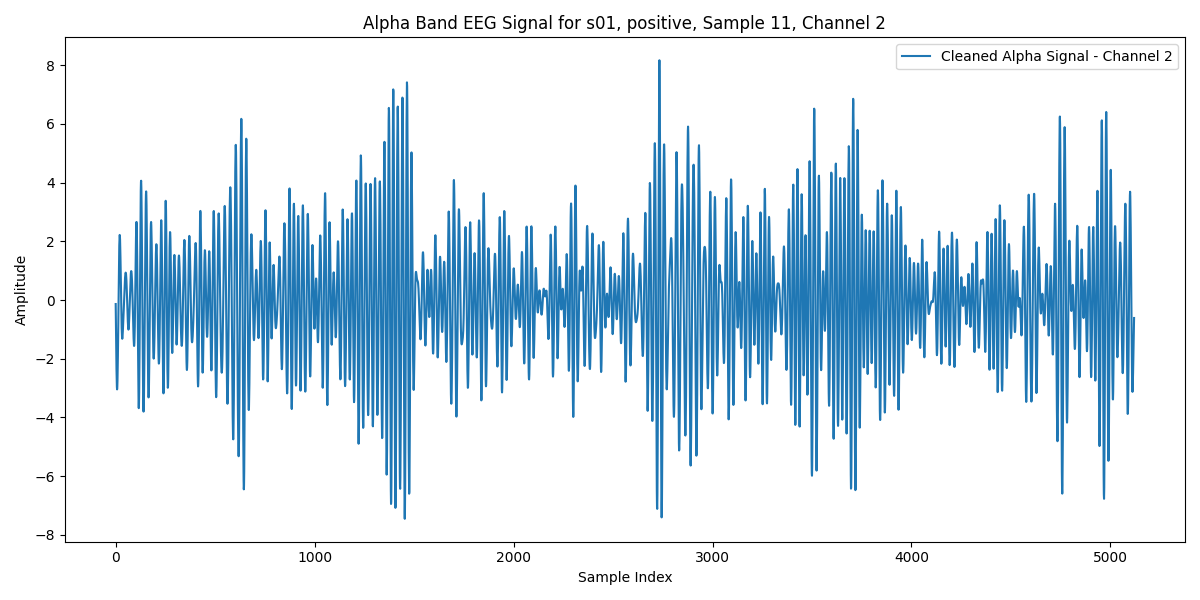 Alpha Band EEG Signal for s01, positive, Sample 11, Channel 2
Cleaned Alpha Signal - Channel 2
8
6
4
2
0
−2
−4
−6
−8
Amplitude
0 1000 2000 3000 4000 5000
Sample Index